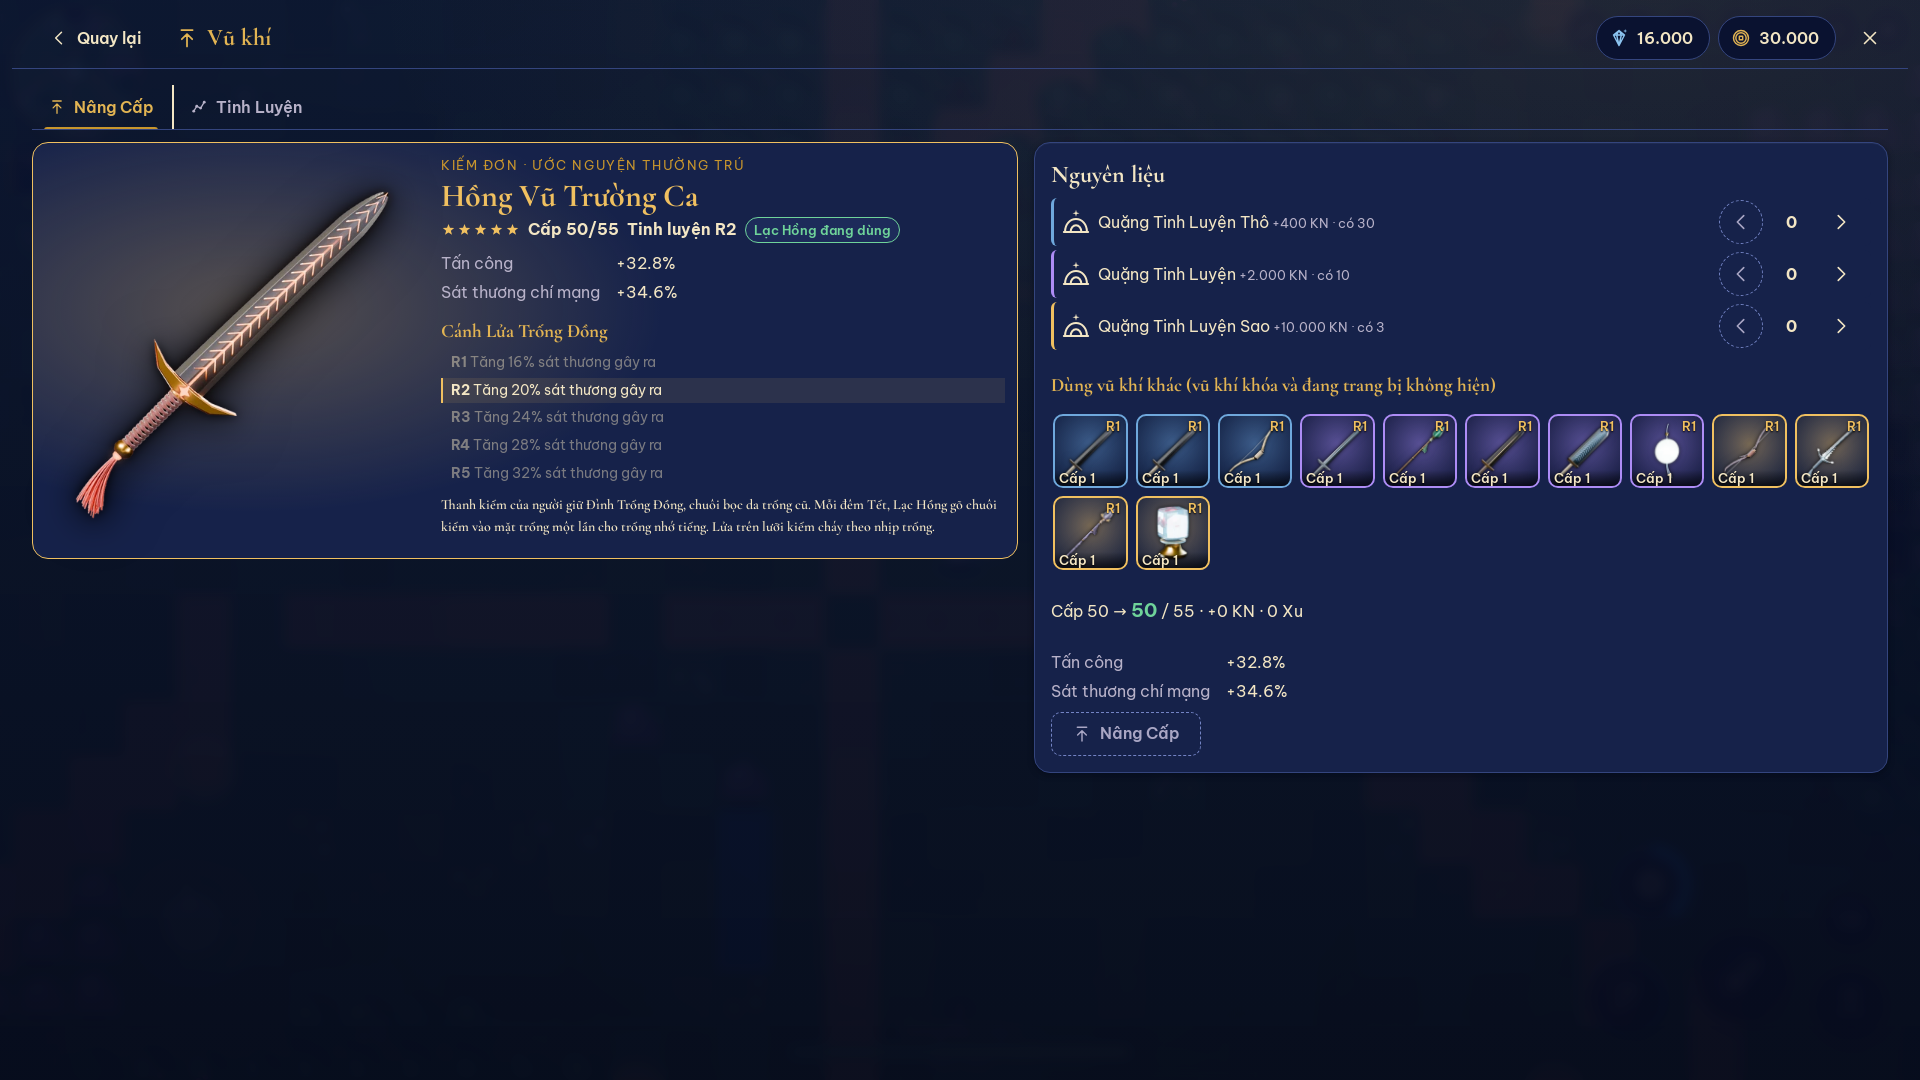 Quay lại
Vũ khí
16.000
30.000
Nâng Cấp
Tinh Luyện
KIẾM ĐƠN · ƯỚC NGUYỆN THƯỜNG TRÚ
Hồng Vũ Trường Ca
★★★★★ Cấp 50/55 Tinh luyện R2 Lạc Hồng đang dùng
Tấn công +32.8%
Sát thương chí mạng +34.6%
Cánh Lửa Trống Đồng
R1 Tăng 16% sát thương gây ra
R2 Tăng 20% sát thương gây ra
R3 Tăng 24% sát thương gây ra
R4 Tăng 28% sát thương gây ra
R5 Tăng 32% sát thương gây ra
Thanh kiếm của người giữ Đình Trống Đồng, chuôi bọc da trống cũ. Mỗi đêm Tết, Lạc Hồng gõ chuôi
kiếm vào mặt trống một lần cho trống nhớ tiếng. Lửa trên lưỡi kiếm cháy theo nhịp trống.
Nguyên liệu
Quặng Tinh Luyện Thô +400 KN · có 30 0
Quặng Tinh Luyện +2.000 KN · có 10 0
Quặng Tinh Luyện Sao +10.000 KN · có 3 0
Dùng vũ khí khác (vũ khí khóa và đang trang bị không hiện)
R1 R1 R1 R1 R1 R1 R1 R1 R1 R1
Cấp 1 Cấp 1 Cấp 1 Cấp 1 Cấp 1 Cấp 1 Cấp 1 Cấp 1 Cấp 1 Cấp 1
R1 R1
Cấp 1 Cấp 1
Cấp 50 → 50 / 55 · +0 KN · 0 Xu
Tấn công +32.8%
Sát thương chí mạng +34.6%
Nâng Cấp